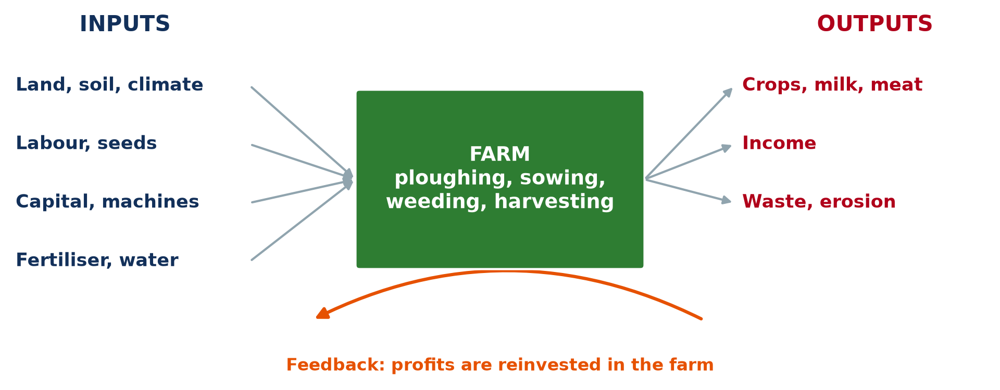 INPUTS
OUTPUTS
Land, soil, climate
Labour, seeds
Capital, machines
Fertiliser, water
FARM
ploughing, sowing,
weeding, harvesting
Crops, milk, meat
Income
Waste, erosion
Feedback: profits are reinvested in the farm